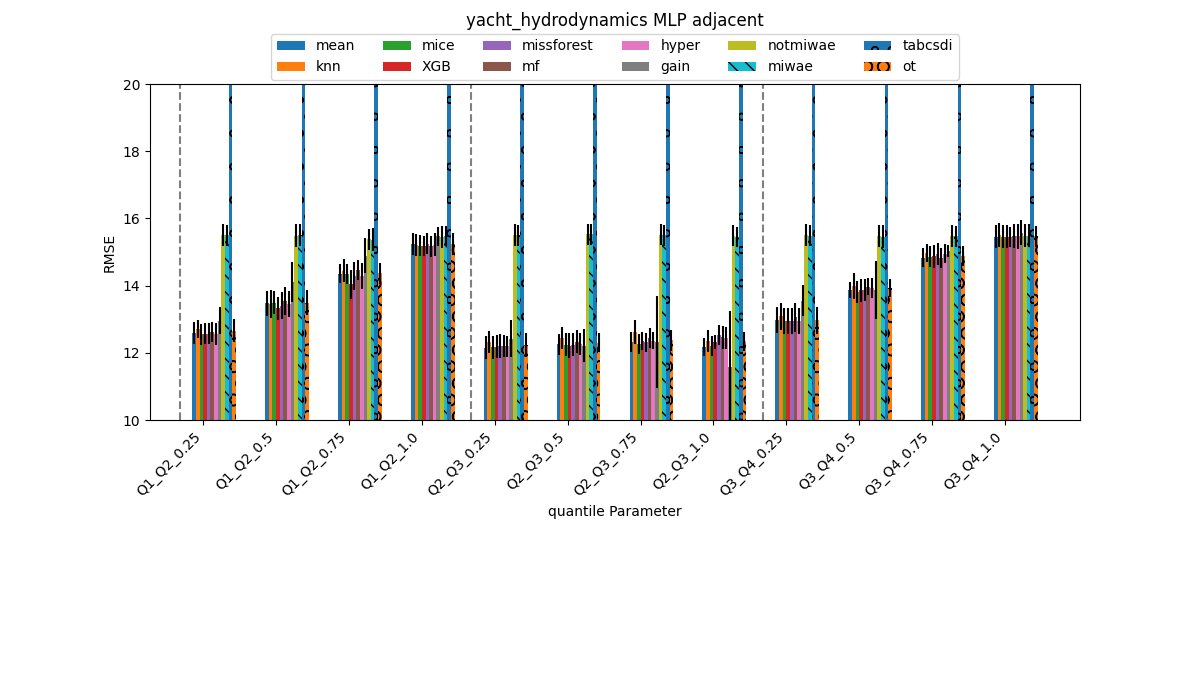 yacht_hydrodynamics MLP adjacent
mean mice missforest hyper notmiwae tabcsdi
knn XGB mf gain miwae ot
20
18
16
14
12
10
RMSE
Q1_Q2_0.25
Q1_Q2_0.5
Q1_Q2_0.75
Q1_Q2_1.0
Q2_Q3_0.25
Q2_Q3_0.5
Q2_Q3_0.75
Q2_Q3_1.0
Q3_Q4_0.25
Q3_Q4_0.5
Q3_Q4_0.75
Q3_Q4_1.0
quantile Parameter